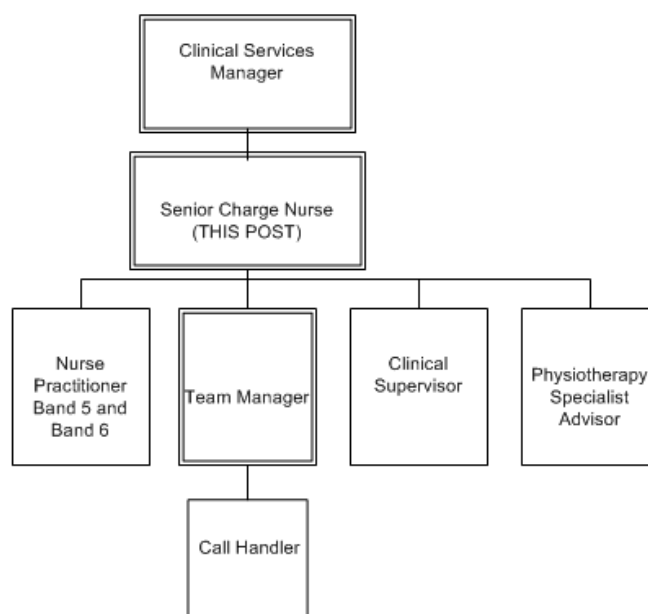 Clinical Services
Manager
Senior Charge Nurse
(THIS POST)
Nurse
Practitioner
Band 5 and
Band 6
Team Manager
Clinical
Supervisor
Physiotherapy
Specialist
Advisor
Call Handler